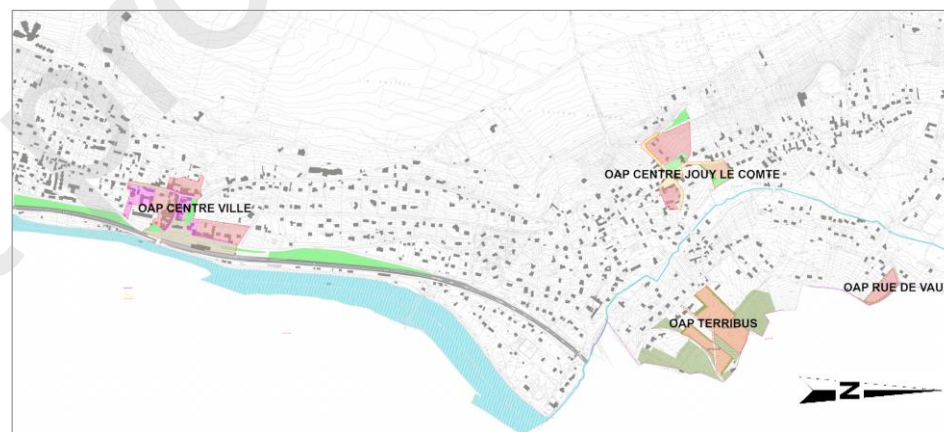 OAP CENTRE JOUY LE COMTE
OAP CENTRE VILLE
OAP RUE DE VAU
OAP TERRIBUS
N